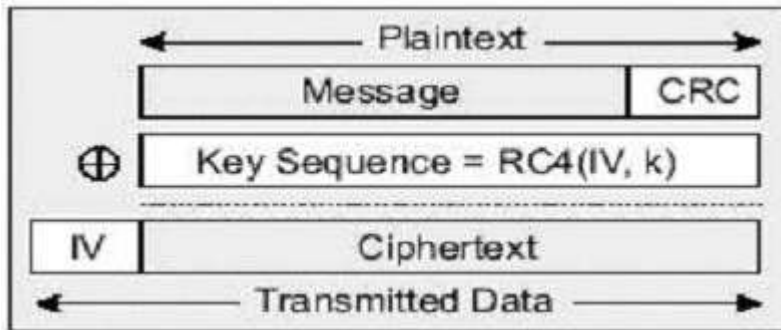 Plaintext
Message CRC
⊕ Key Sequence = RC4(IV, k)
IV Ciphertext
Transmitted Data